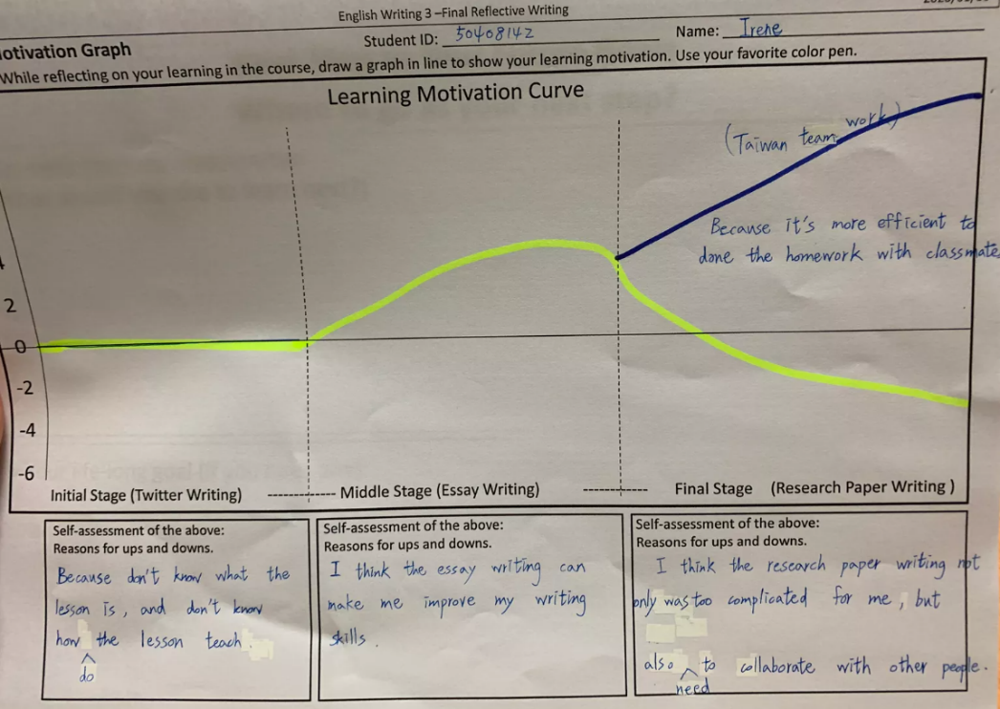 English Writing 3 –Final Reflective Writing
otivation Graph
Student ID: 50408142
Name: Irene
While reflecting on your learning in the course, draw a graph in line to show your learning motivation. Use your favorite color pen.
Learning Motivation Curve
(Taiwan team work)
Because it's more efficient to
done the homework with classmate
2
0
-2
-4
-6
Initial Stage (Twitter Writing)
Middle Stage (Essay Writing)
Final Stage (Research Paper Writing )
Self-assessment of the above:
Reasons for ups and downs.
Because don't know what the
lesson is, and don't know
how the lesson teach.
do
Self-assessment of the above:
Reasons for ups and downs.
I think the essay writing can
make me improve my writing
skills.
Self-assessment of the above:
Reasons for ups and downs.
I think the research paper writing not
only was too complicated for me, but
also to collaborate with other people.
need